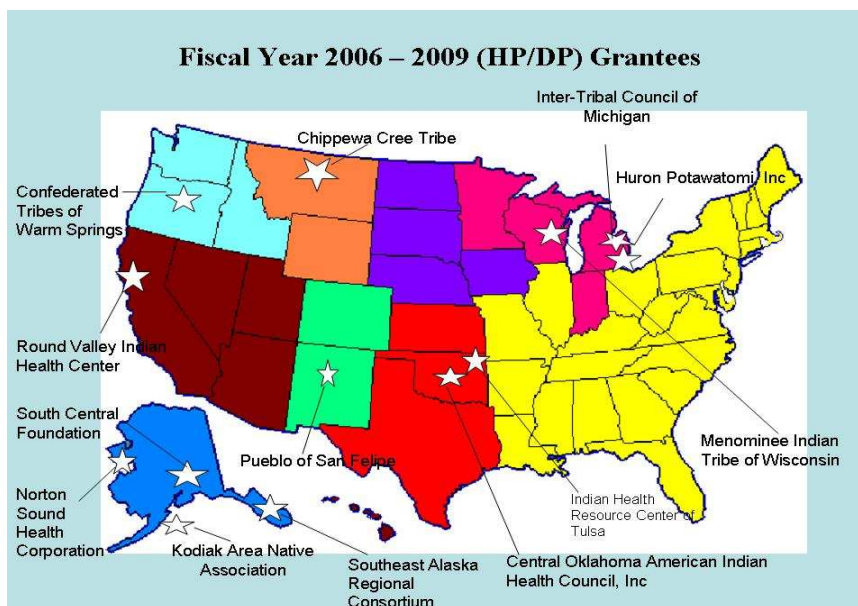 Fiscal Year 2006 – 2009 (HP/DP) Grantees
Inter-Tribal Council of
Michigan
Chippewa Cree Tribe
Huron Potawatomi, Inc
Confederated
Tribes of
Warm Springs
Round Valley Indian
Health Center
South Central
Foundation
Pueblo of San Felipe
Menominee Indian
Tribe of Wisconsin
Norton
Sound
Health
Corporation
Indian Health
Resource Center of
Tulsa
Kodiak Area Native
Association
Southeast Alaska
Regional
Consortium
Central Oklahoma American Indian
Health Council, Inc